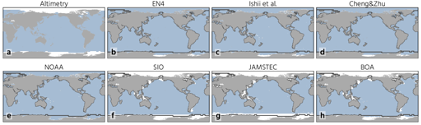 Altimetry
EN4
Ishii et al.
Cheng&Zhu
a
b
c
d
NOAA
SIO
JAMSTEC
BOA
e
f
g
h